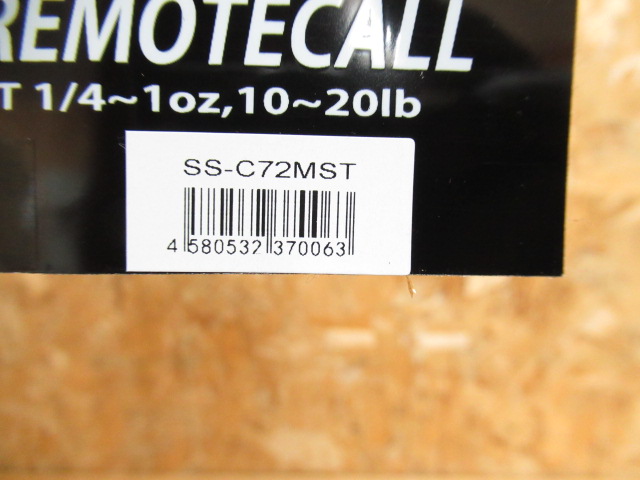 REMOTECALL
T 1/4~1oz,10~20lb
SS-C72MST
4 580532 370063